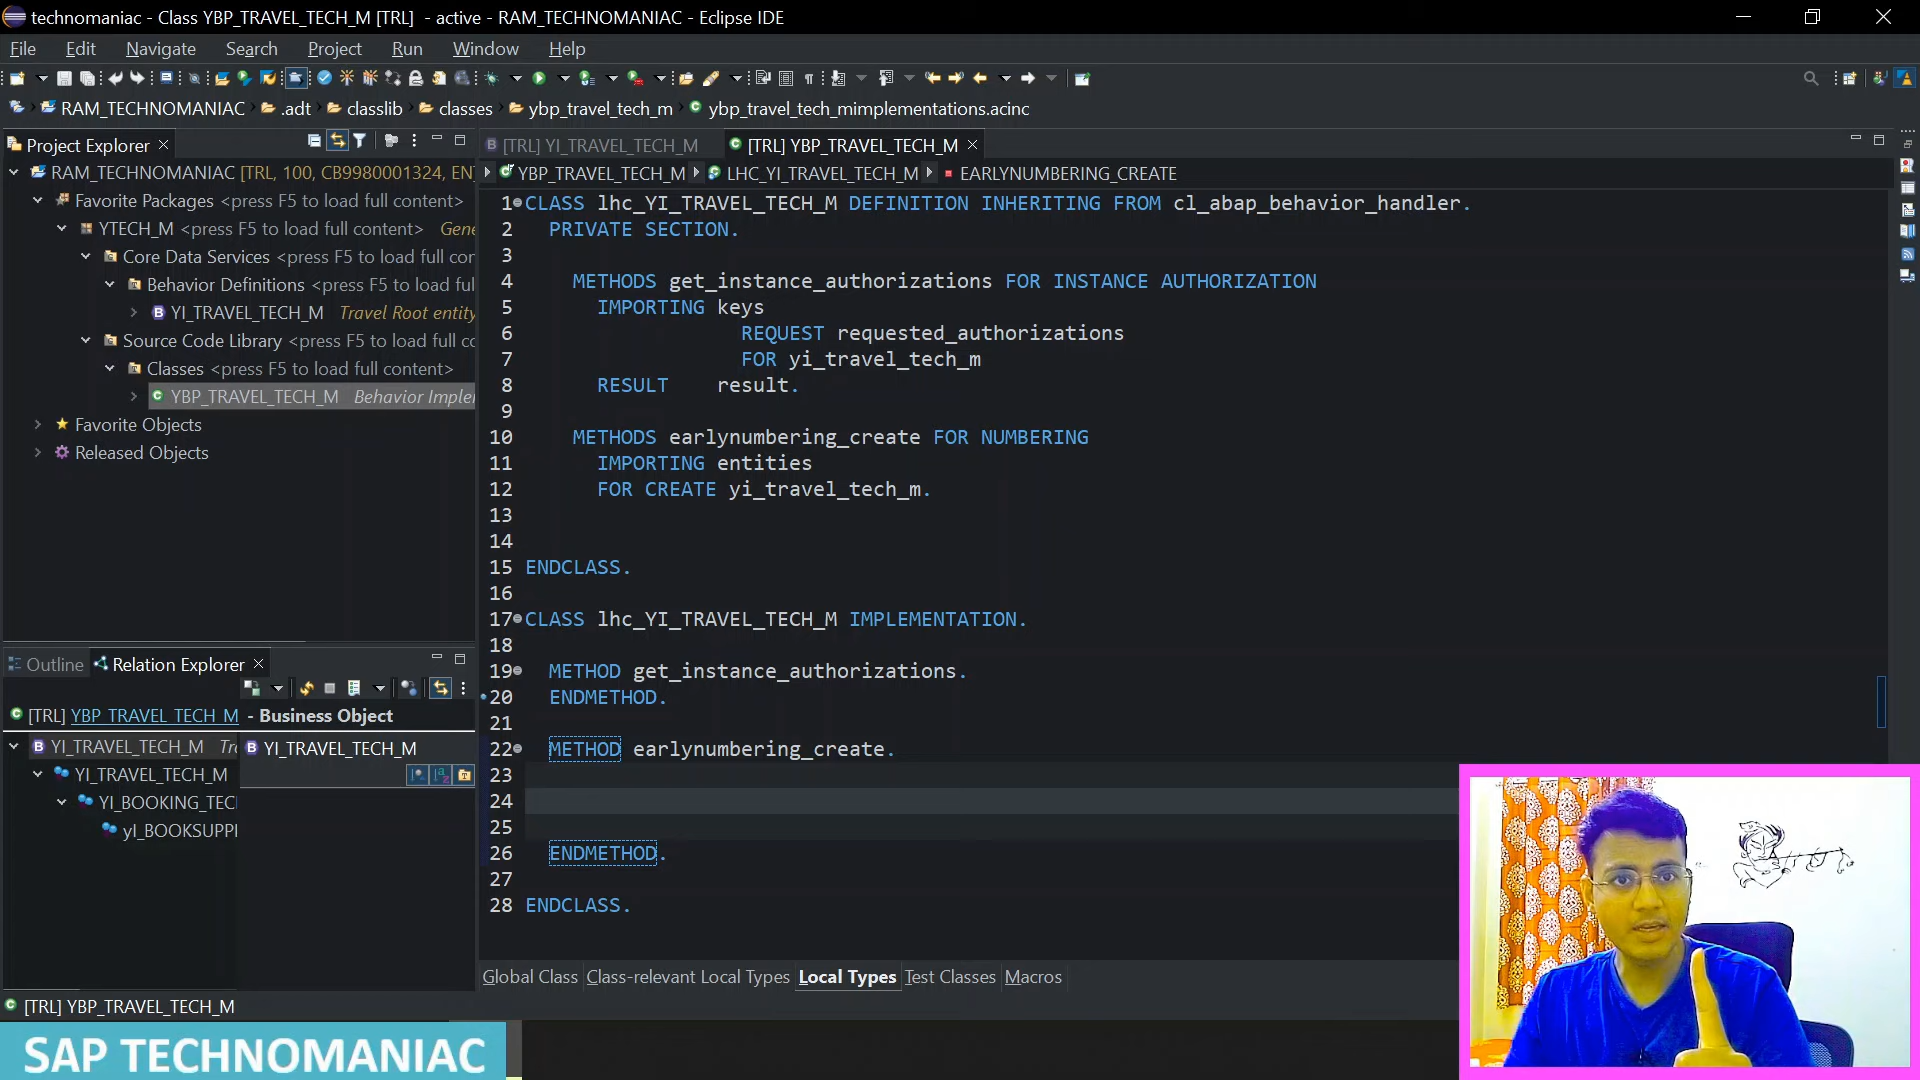 technomaniac - Class YBP_TRAVEL_TECH_M [TRL] - active - RAM_TECHNOMANIAC - Eclipse IDE
File Edit Navigate Search Project Run Window Help
RAM_TECHNOMANIAC .adt classlib classes ybp_travel_tech_m ybp_travel_tech_mimplementations.acinc
Project Explorer
RAM_TECHNOMANIAC [TRL, 100, CB9980001324, EN]
Favorite Packages <press F5 to load full content>
YTECH_M <press F5 to load full content> Gene
Core Data Services <press F5 to load full cor
Behavior Definitions <press F5 to load fu
YI_TRAVEL_TECH_M Travel Root entity
Source Code Library <press F5 to load full cc
Classes <press F5 to load full content>
YBP_TRAVEL_TECH_M Behavior Impler
Favorite Objects
Released Objects
[TRL] YI_TRAVEL_TECH_M [TRL] YBP_TRAVEL_TECH_M
YBP_TRAVEL_TECH_M LHC_YI_TRAVEL_TECH_M EARLYNUMBERING_CREATE
1 CLASS lhc_YI_TRAVEL_TECH_M DEFINITION INHERITING FROM cl_abap_behavior_handler.
2 PRIVATE SECTION.
3
4 METHODS get_instance_authorizations FOR INSTANCE AUTHORIZATION
5 IMPORTING keys
6 REQUEST requested_authorizations
7 FOR yi_travel_tech_m
8 RESULT result.
9
10 METHODS earlynumbering_create FOR NUMBERING
11 IMPORTING entities
12 FOR CREATE yi_travel_tech_m.
13
14
15 ENDCLASS.
16
17 CLASS lhc_YI_TRAVEL_TECH_M IMPLEMENTATION.
18
19 METHOD get_instance_authorizations.
20 ENDMETHOD.
21
22 METHOD earlynumbering_create.
23
24
25
26 ENDMETHOD.
27
28 ENDCLASS.
Global Class Class-relevant Local Types Local Types Test Classes Macros
Outline Relation Explorer
[TRL] YBP_TRAVEL_TECH_M - Business Object
YI_TRAVEL_TECH_M Tra
YI_TRAVEL_TECH_M
YI_BOOKING_TEC
yI_BOOKSUPPI
YI_TRAVEL_TECH_M
[TRL] YBP_TRAVEL_TECH_M
SAP TECHNOMANIAC